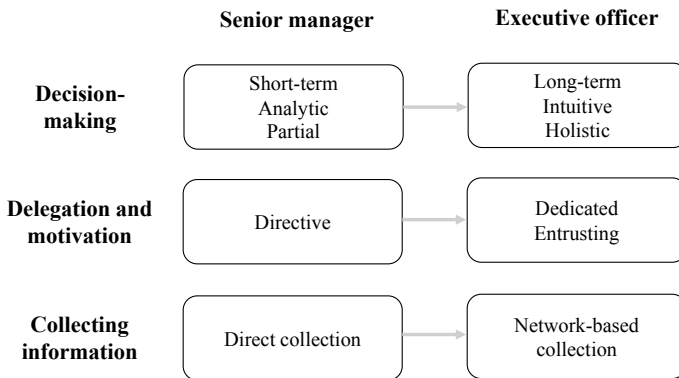 Senior manager
Executive officer
Decision-
making
Short-term
Analytic
Partial
Long-term
Intuitive
Holistic
Delegation and
motivation
Directive
Dedicated
Entrusting
Collecting
information
Direct collection
Network-based
collection